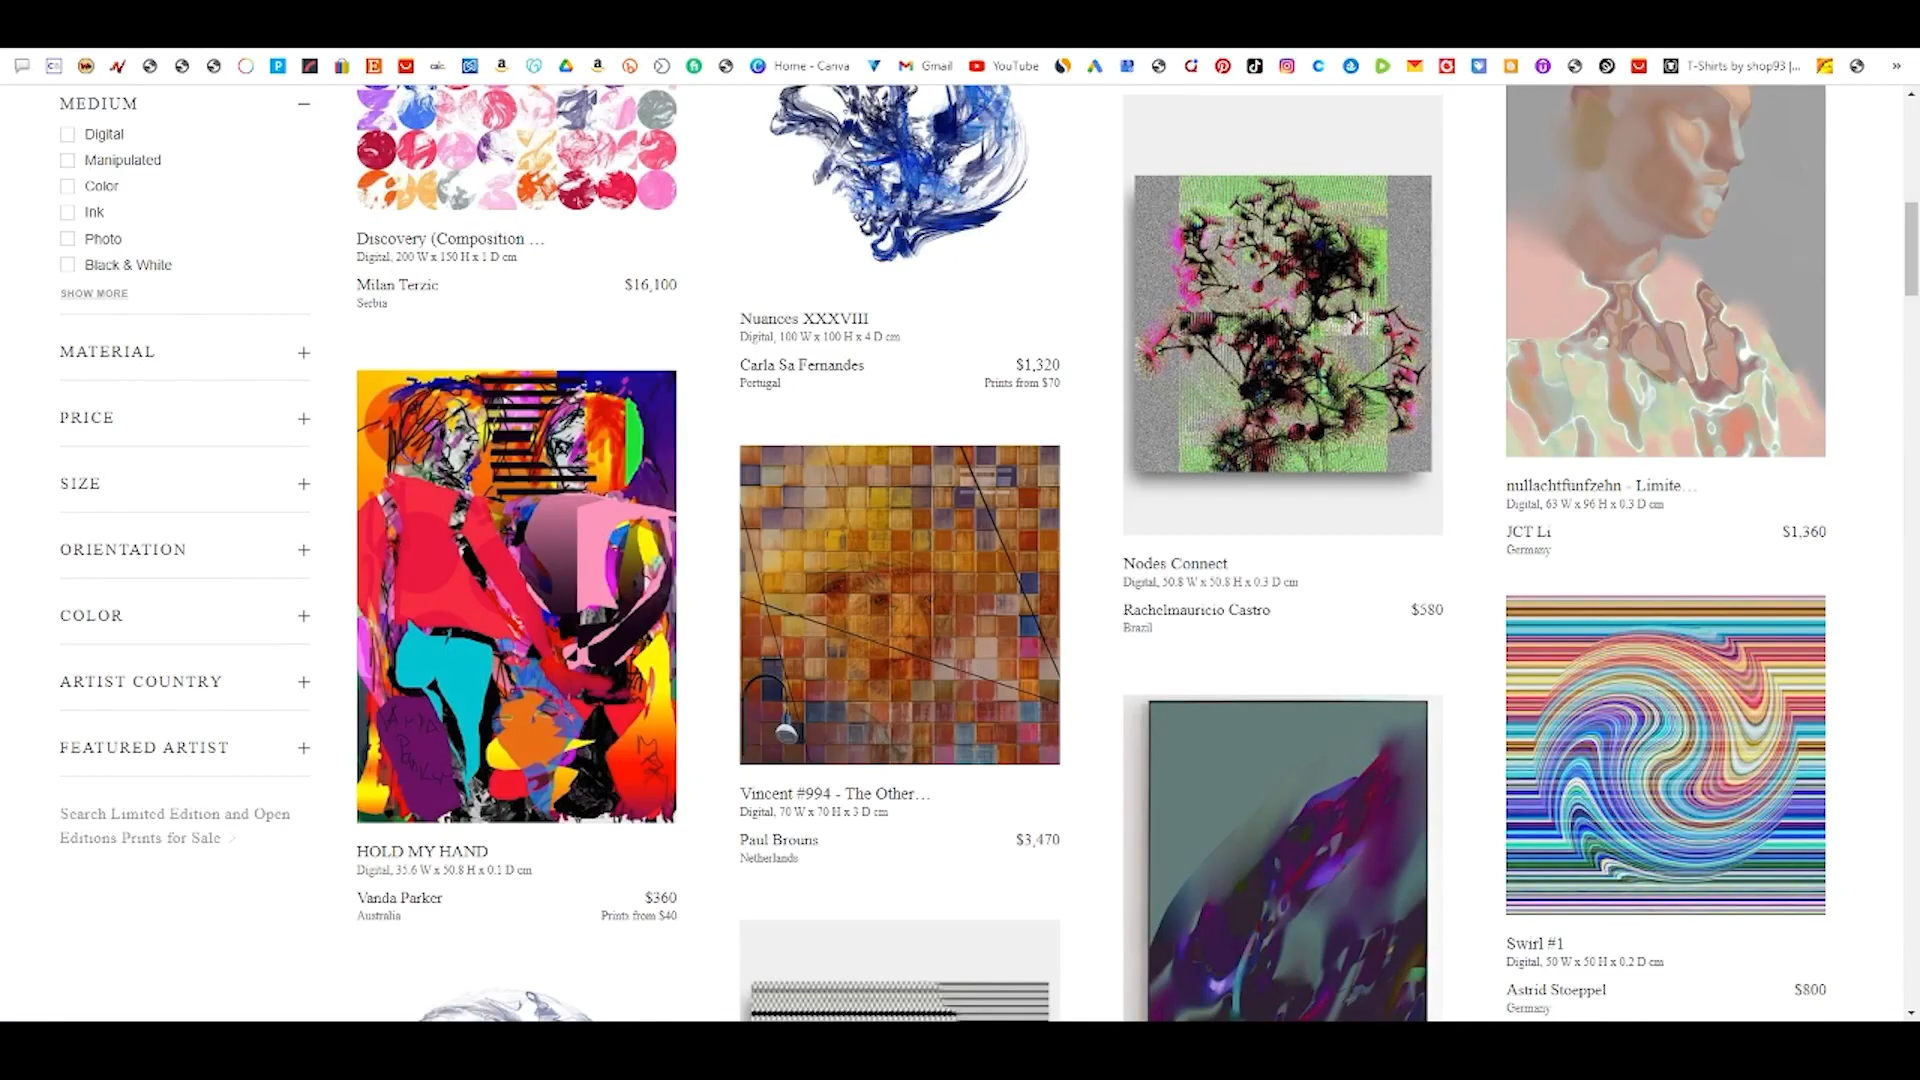 Home - Canva
Gmail
YouTube
T-Shirts by shop93 |...
»
MEDIUM
Digital
Manipulated
Color
Ink
Photo
Black & White
SHOW MORE
MATERIAL
PRICE
SIZE
ORIENTATION
COLOR
ARTIST COUNTRY
FEATURED ARTIST
Search Limited Edition and Open
Editions Prints for Sale >
Discovery (Composition …
Digital, 200 W x 150 H x 1 D cm
Milan Terzic $16,100
Serbia
HOLD MY HAND
Digital, 35.6 W x 50.8 H x 0.1 D cm
Vanda Parker $360
Australia Prints from $40
Nuances XXXVIII
Digital, 100 W x 100 H x 4 D cm
Carla Sa Fernandes $1,320
Portugal Prints from $70
Vincent #994 - The Other…
Digital, 70 W x 70 H x 3 D cm
Paul Brouns $3,470
Netherlands
Nodes Connect
Digital, 50.8 W x 50.8 H x 0.3 D cm
Rachelmauricio Castro $580
Brazil
nullachtfünfzehn - Limite…
Digital, 63 W x 96 H x 0.3 D cm
JCT Li $1,360
Germany
Swirl #1
Digital, 50 W x 50 H x 0.2 D cm
Astrid Stoeppel $800
Germany